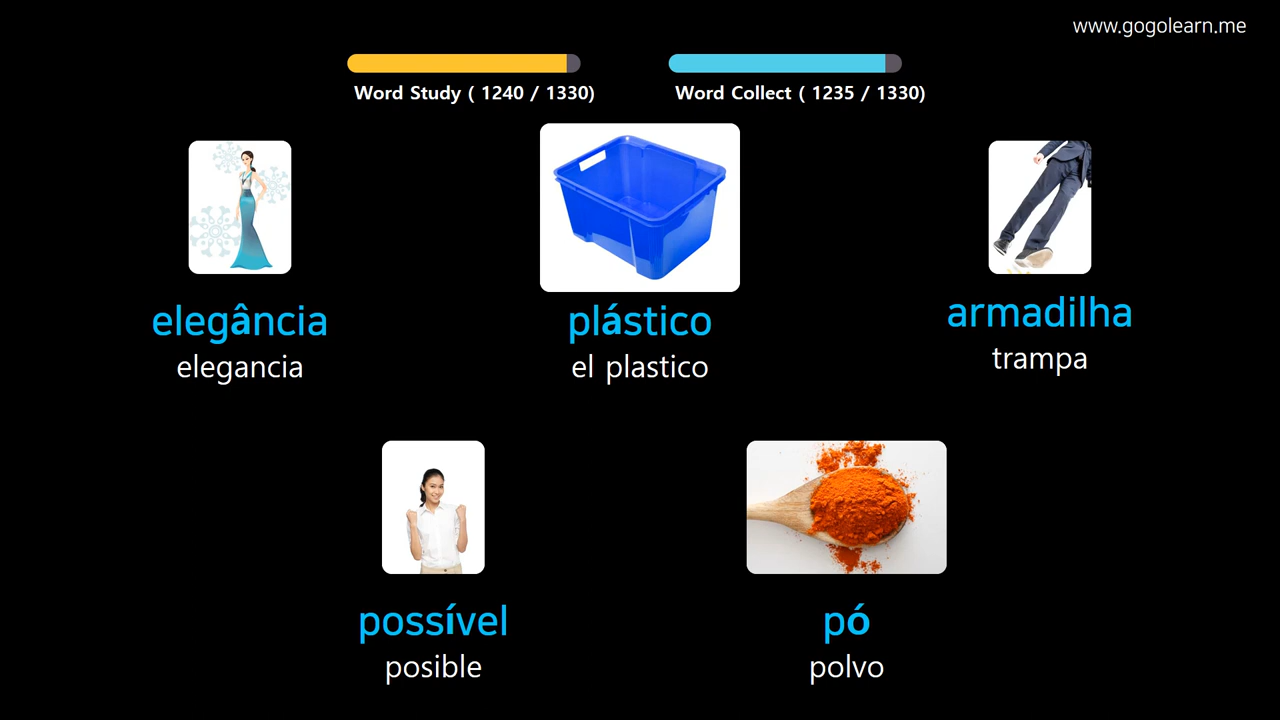 www.gogolearn.me
Word Study ( 1240 / 1330)
Word Collect ( 1235 / 1330)
elegância
elegancia
plástico
el plastico
armadilha
trampa
possível
posible
pó
polvo